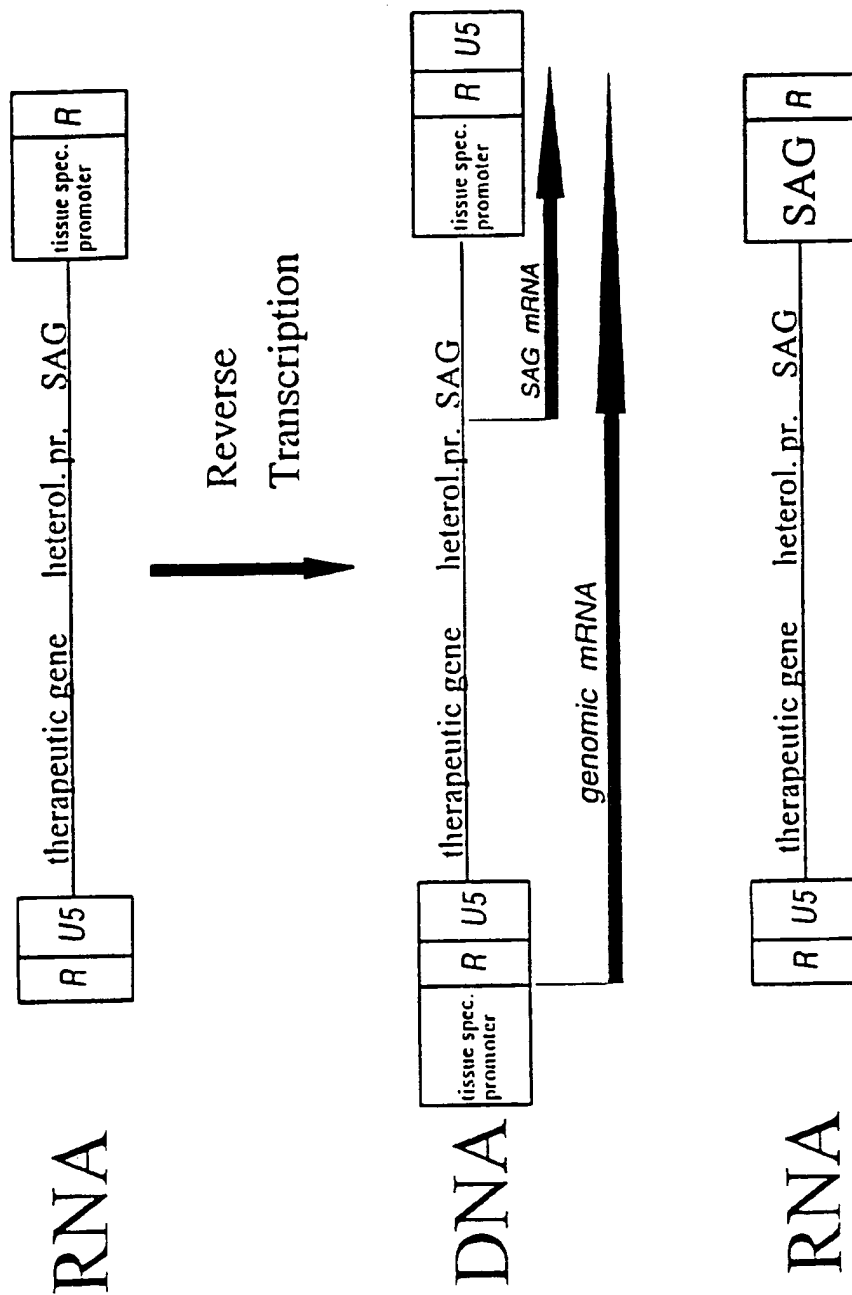 RNA
R U5 therapeutic gene heterol. pr. SAG tissue spec. R
promoter
Reverse
Transcription
DNA
tissue spec. R U5 therapeutic gene heterol. pr. SAG tissue spec. R U5
promoter promoter
SAG mRNA
genomic mRNA
RNA
R U5 therapeutic gene heterol. pr. SAG SAG R